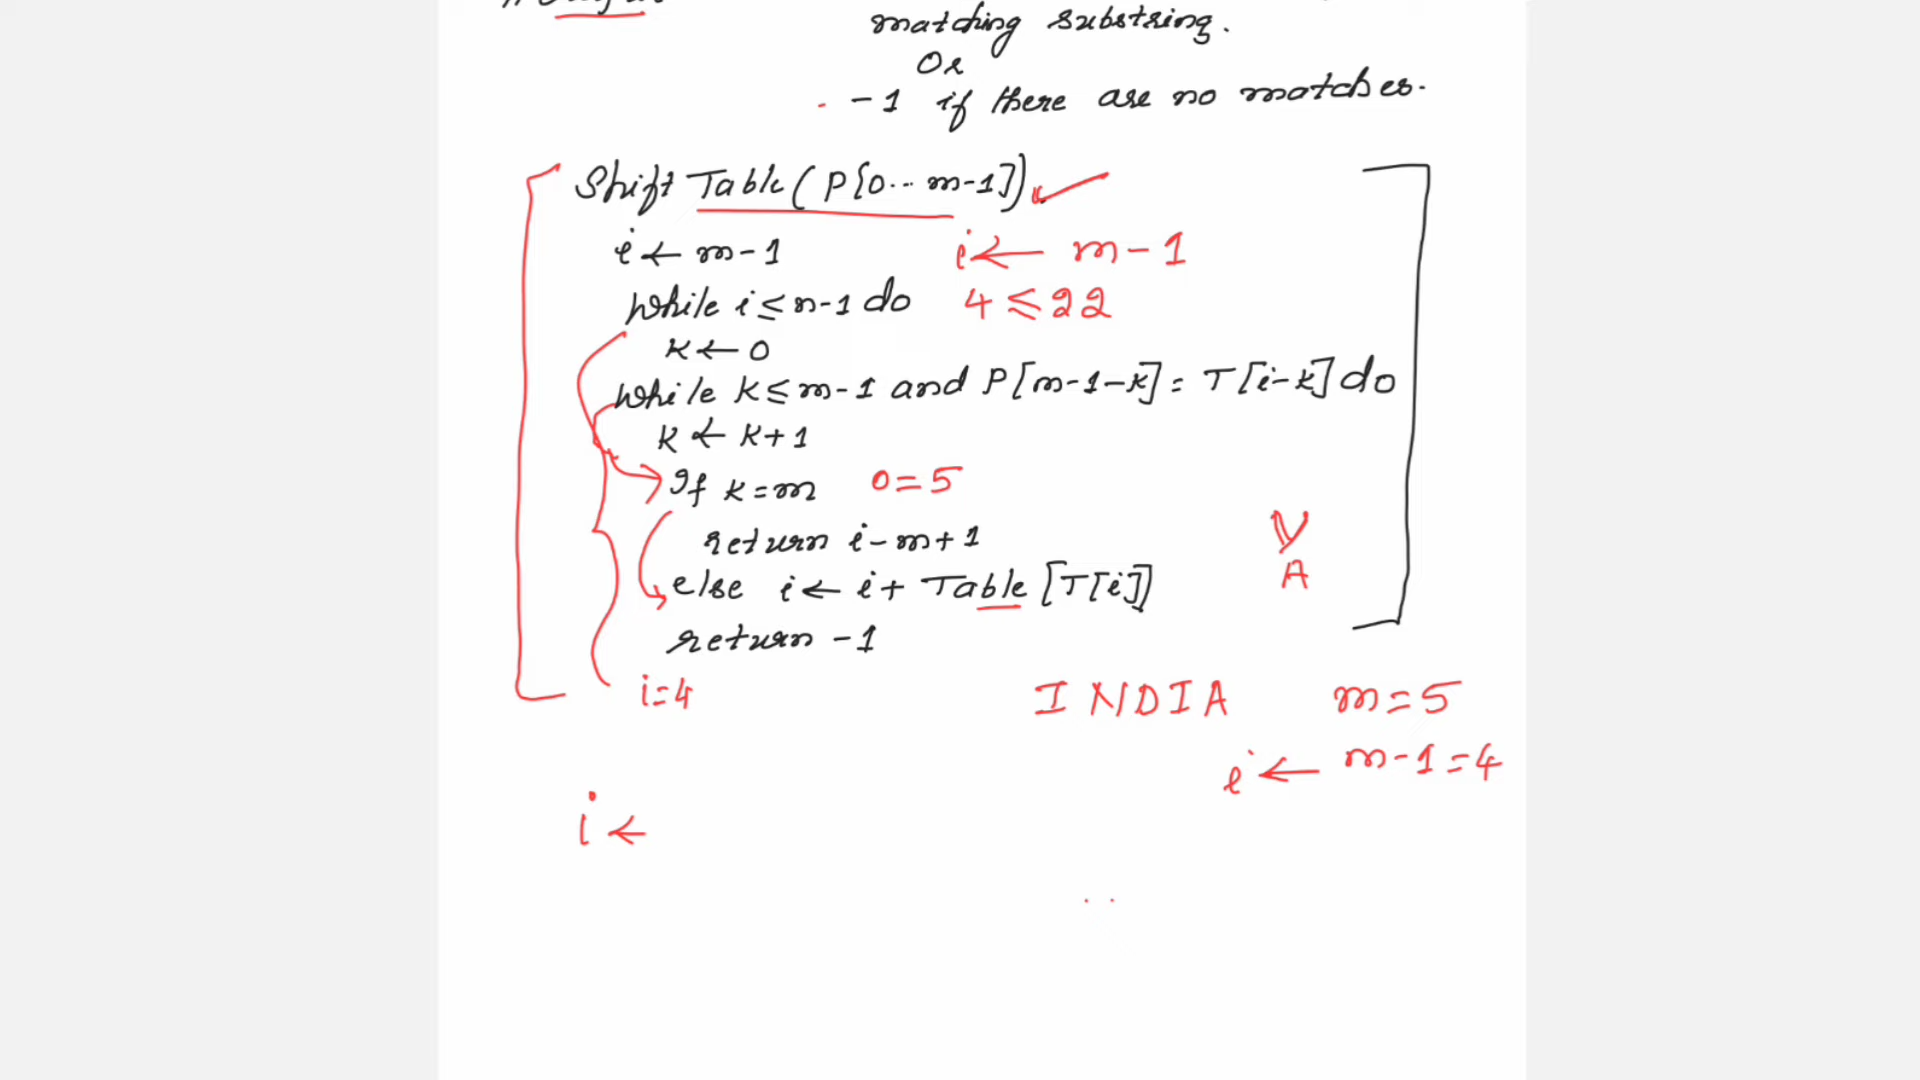 matching substring.
Or
-1 if there are no matches.
Shift Table(P[0... m-1])
i ← m-1 i ← m-1
while i ≤ n-1 do 4 ≤ 22
K ← 0
while K ≤ m-1 and P[m-1-K] = T[i-K] do
K ← K+1
If K = m 0 = 5
return i-m+1 Y
else i ← i + Table [T[i]] A
return -1
i=4 INDIA m=5
i ← m-1=4
i ←